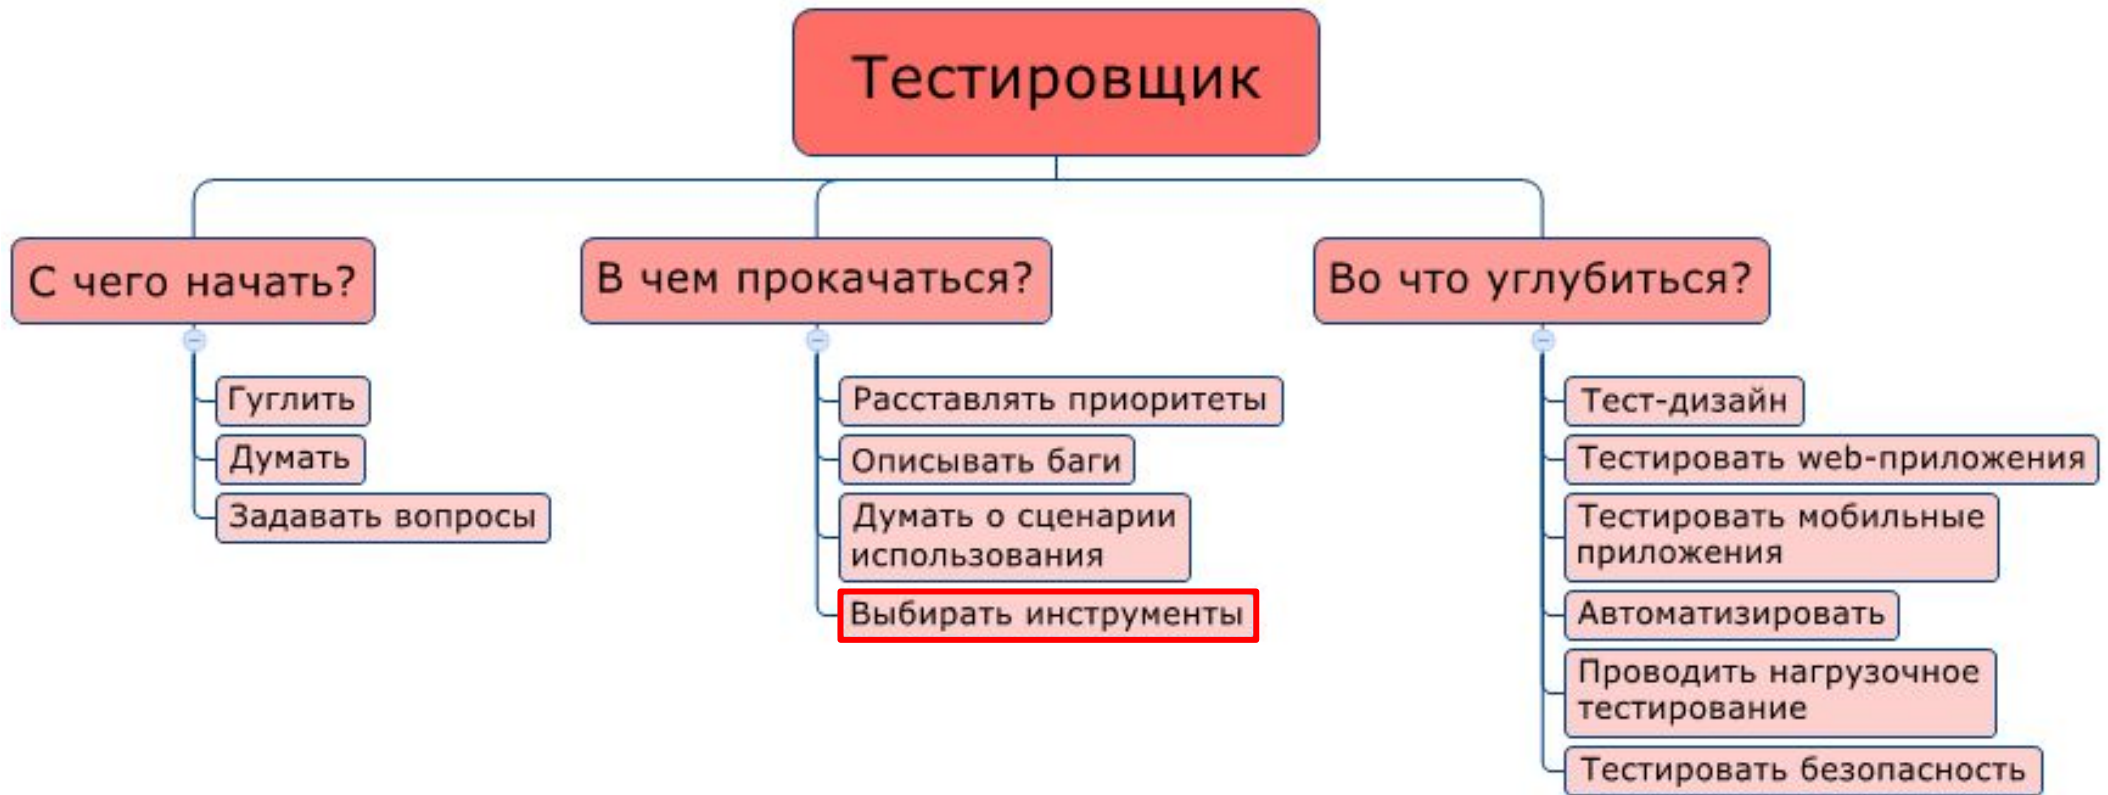 Тестировщик
С чего начать?
Гуглить
Думать
Задавать вопросы
В чем прокачаться?
Расставлять приоритеты
Описывать баги
Думать о сценарии
использования
Выбирать инструменты
Во что углубиться?
Тест-дизайн
Тестировать web-приложения
Тестировать мобильные
приложения
Автоматизировать
Проводить нагрузочное
тестирование
Тестировать безопасность